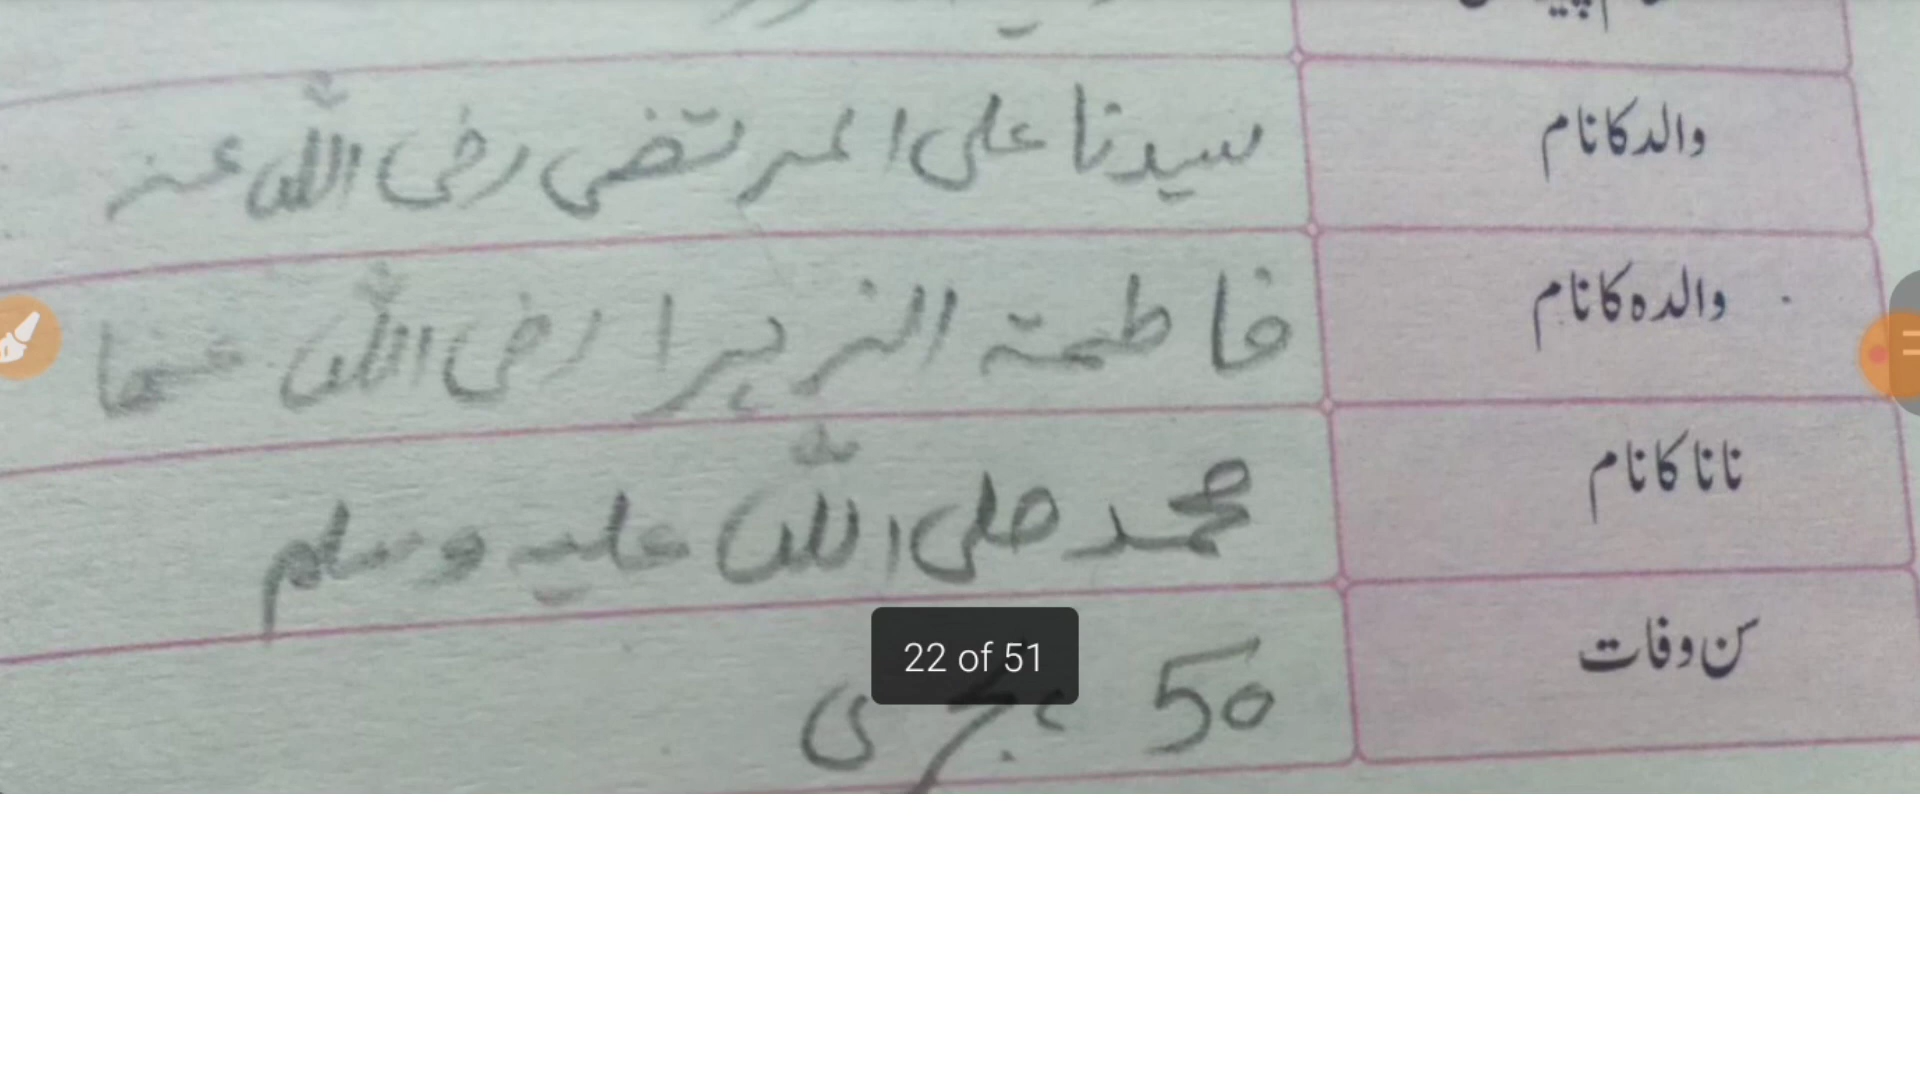 والد کا نام سیدنا علی المرتضی رضی اللہ عنہ
والدہ کا نام فاطمۃ الزہرا رضی اللہ عنہا
نانا کا نام محمد صلی اللہ علیہ وسلم
سن وفات 50 ہجری
22 of 51